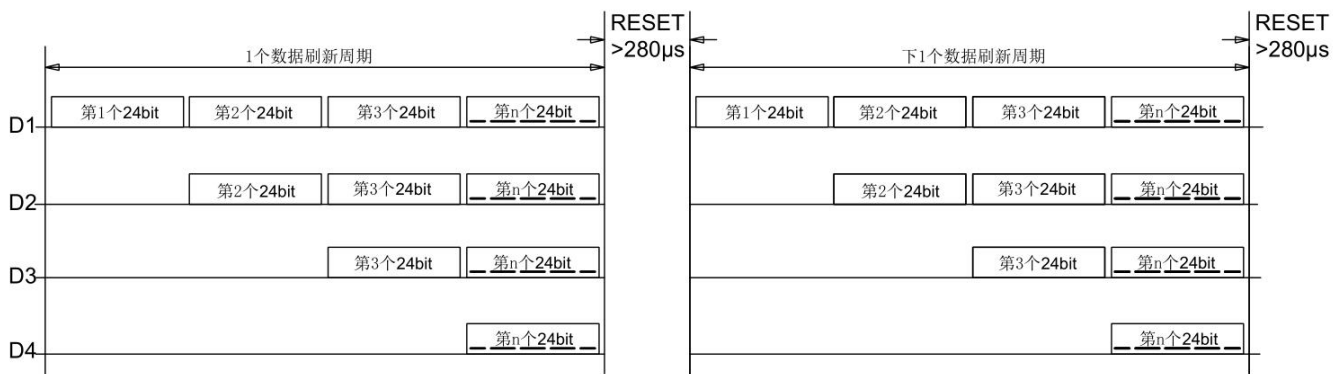 RESET
>280μs
RESET
>280μs
1个数据刷新周期
下1个数据刷新周期
D1
第1个24bit
第2个24bit
第3个24bit
第n个24bit
第1个24bit
第2个24bit
第3个24bit
第n个24bit
D2
第2个24bit
第3个24bit
第n个24bit
第2个24bit
第3个24bit
第n个24bit
D3
第3个24bit
第n个24bit
第3个24bit
第n个24bit
D4
第n个24bit
第n个24bit